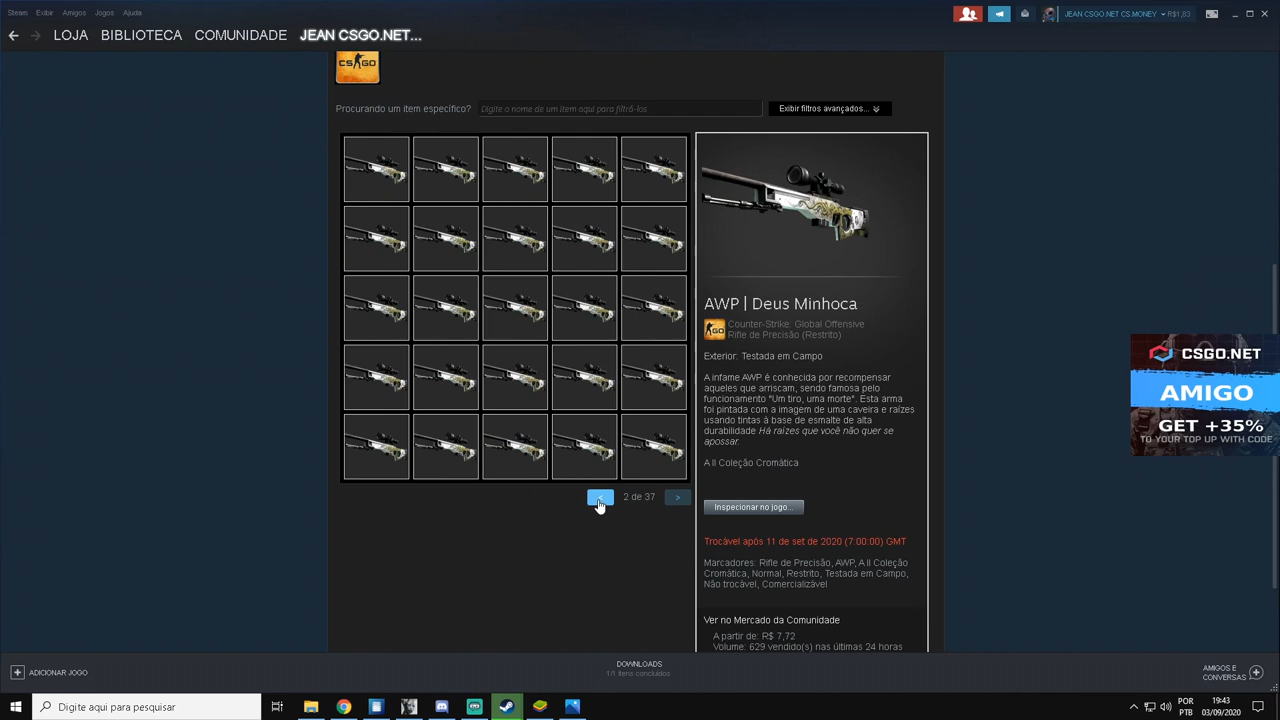 Steam Exibir Amigos Jogos Ajuda
JEAN CSGO.NET CS.MONEY R$1,83
LOJA BIBLIOTECA COMUNIDADE JEAN CSGO.NET...
CS GO
Procurando um item específico? Digite o nome de um item aqui para filtrá-los Exibir filtros avançados...
AWP | Deus Minhoca
Counter-Strike: Global Offensive
Rifle de Precisão (Restrito)
Exterior: Testada em Campo
A infame AWP é conhecida por recompensar
aqueles que arriscam, sendo famosa pelo
funcionamento "Um tiro, uma morte". Esta arma
foi pintada com a imagem de uma caveira e raízes
usando tintas à base de esmalte de alta
durabilidade Há raízes que você não quer se
apossar.
A II Coleção Cromática
< 2 de 37 >
Inspecionar no jogo...
Trocável após 11 de set de 2020 (7:00:00) GMT
Marcadores: Rifle de Precisão, AWP, A II Coleção
Cromática, Normal, Restrito, Testada em Campo,
Não trocável, Comercializável
Ver no Mercado da Comunidade
A partir de: R$ 7,72
Volume: 629 vendido(s) nas últimas 24 horas
CSGO.NET
AMIGO
GET +35%
TO YOUR TOP UP WITH CODE
ADICIONAR JOGO
DOWNLOADS
1/1 itens concluídos
AMIGOS E
CONVERSAS
Digite aqui para pesquisar
POR
PTB
19:43
03/09/2020